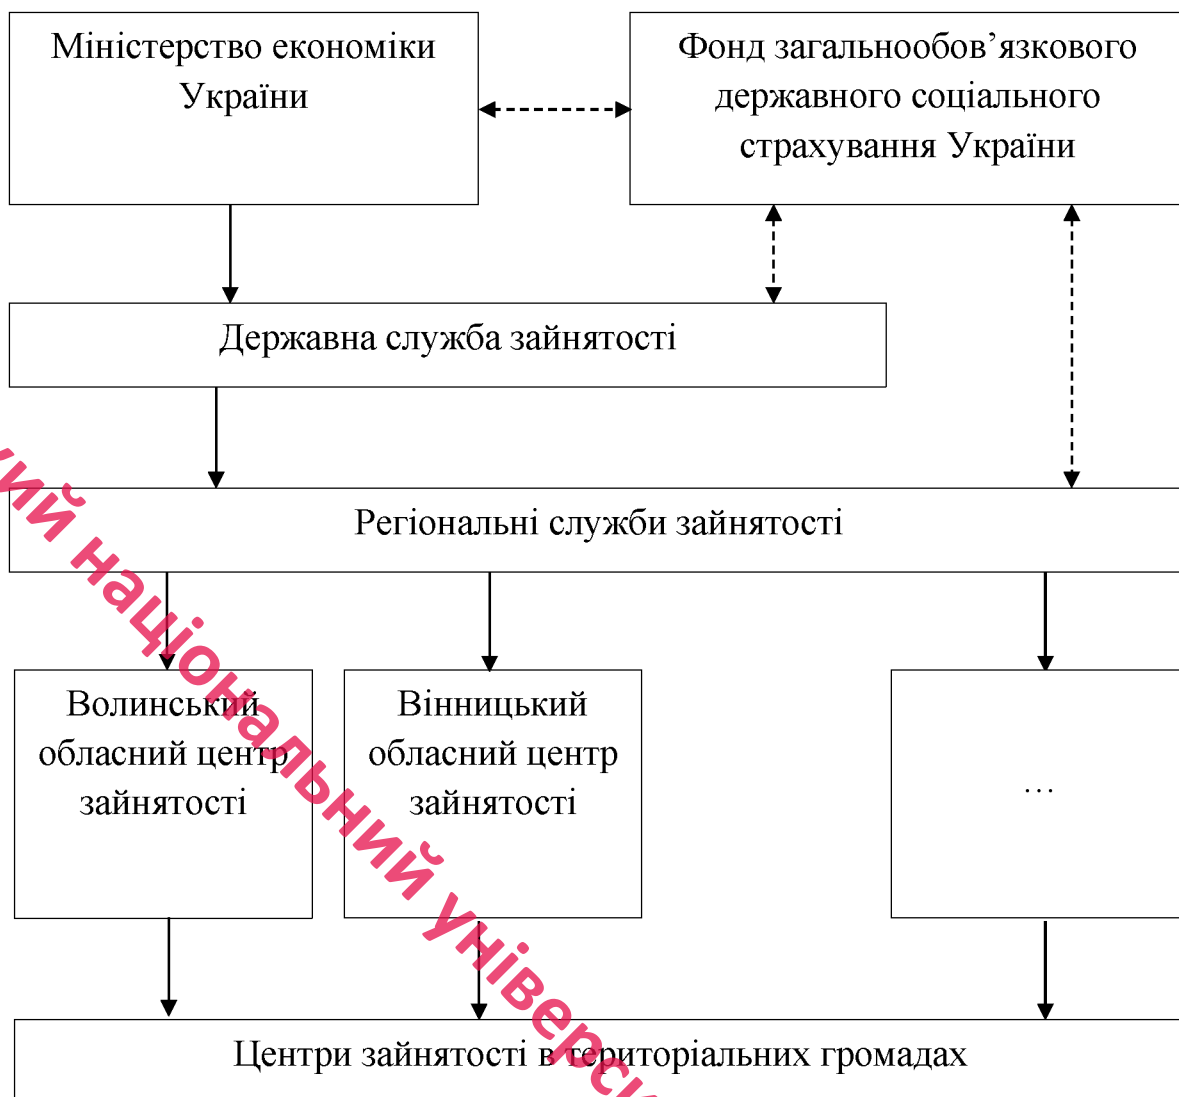 Міністерство економіки
України
Фонд загальнообов’язкового
державного соціального
страхування України
Державна служба зайнятості
Регіональні служби зайнятості
Волинський
обласний центр
зайнятості
Вінницький
обласний центр
зайнятості
...
Центри зайнятості в територіальних громадах
національний